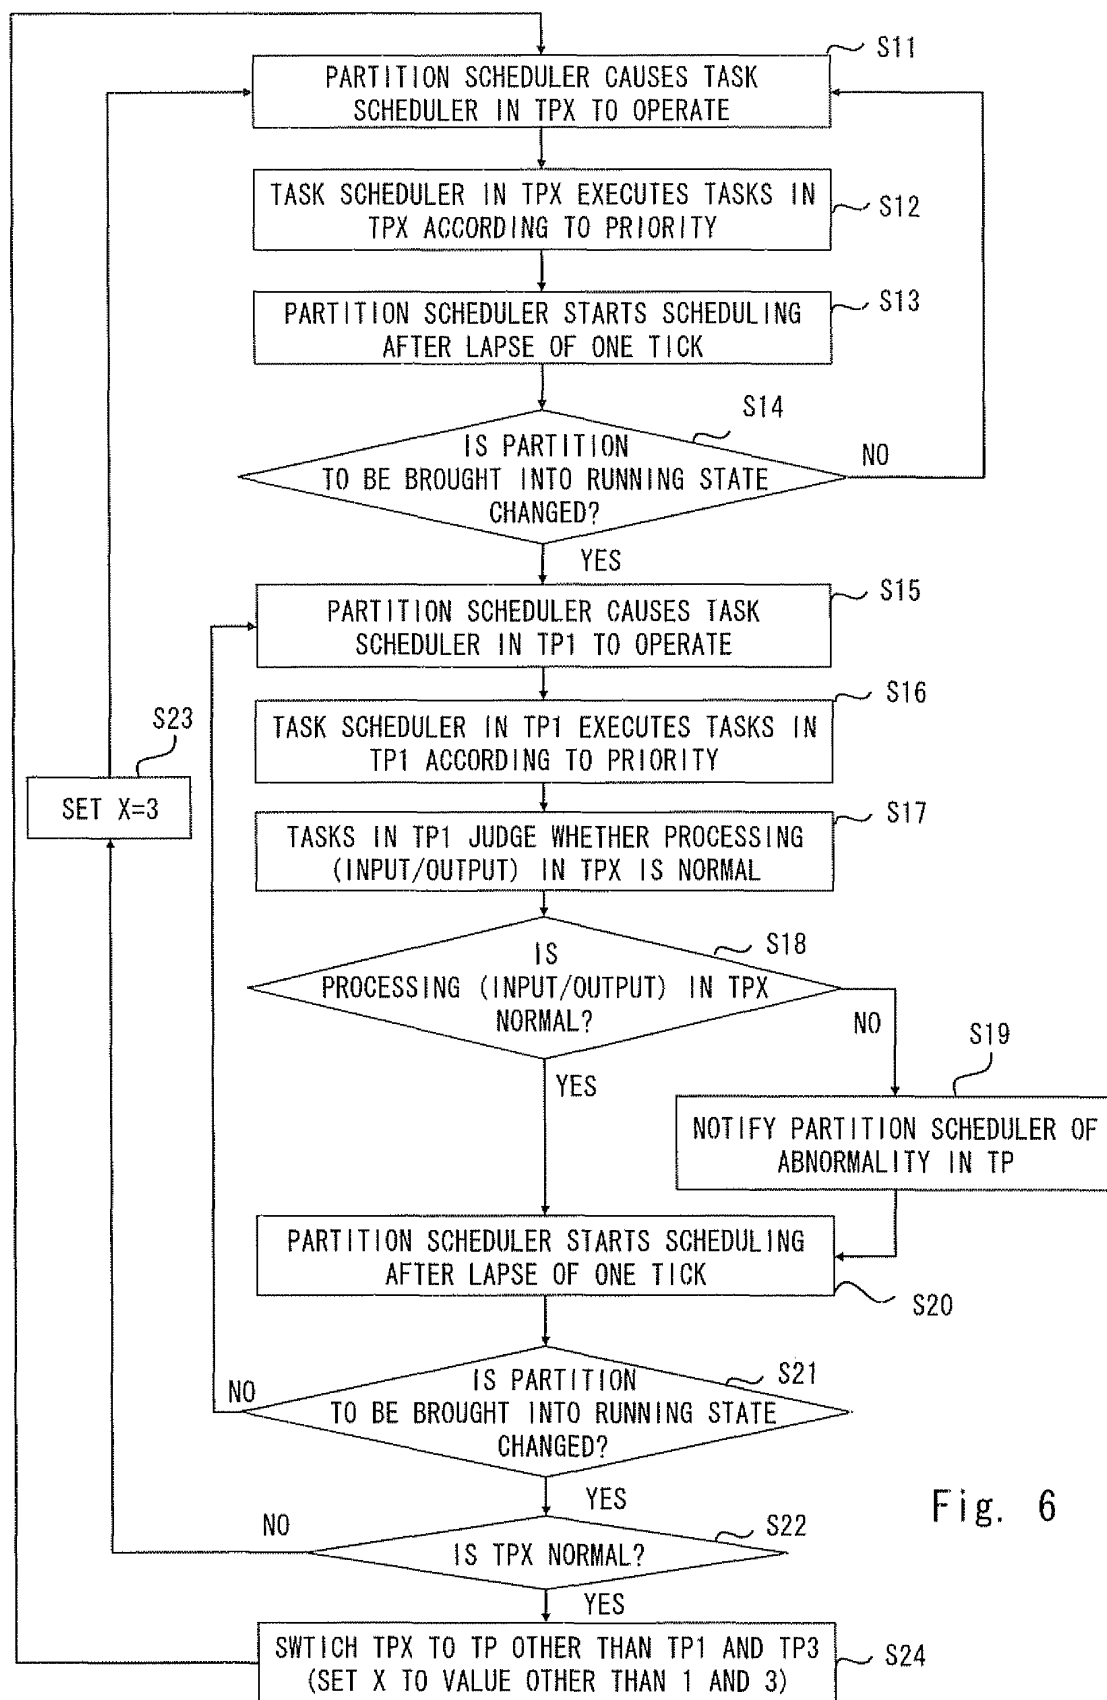 S11
PARTITION SCHEDULER CAUSES TASK
SCHEDULER IN TPX TO OPERATE
TASK SCHEDULER IN TPX EXECUTES TASKS IN
TPX ACCORDING TO PRIORITY
S12
S13
PARTITION SCHEDULER STARTS SCHEDULING
AFTER LAPSE OF ONE TICK
S14
IS PARTITION
TO BE BROUGHT INTO RUNNING STATE
CHANGED?
NO
YES
S15
PARTITION SCHEDULER CAUSES TASK
SCHEDULER IN TP1 TO OPERATE
S16
TASK SCHEDULER IN TP1 EXECUTES TASKS IN
TP1 ACCORDING TO PRIORITY
S23
SET X=3
S17
TASKS IN TP1 JUDGE WHETHER PROCESSING
(INPUT/OUTPUT) IN TPX IS NORMAL
S18
IS
PROCESSING (INPUT/OUTPUT) IN TPX
NORMAL?
NO
YES
S19
NOTIFY PARTITION SCHEDULER OF
ABNORMALITY IN TP
PARTITION SCHEDULER STARTS SCHEDULING
AFTER LAPSE OF ONE TICK
S20
S21
IS PARTITION
TO BE BROUGHT INTO RUNNING STATE
CHANGED?
NO
YES
Fig. 6
S22
IS TPX NORMAL?
NO
YES
SWTICH TPX TO TP OTHER THAN TP1 AND TP3
(SET X TO VALUE OTHER THAN 1 AND 3)
S24